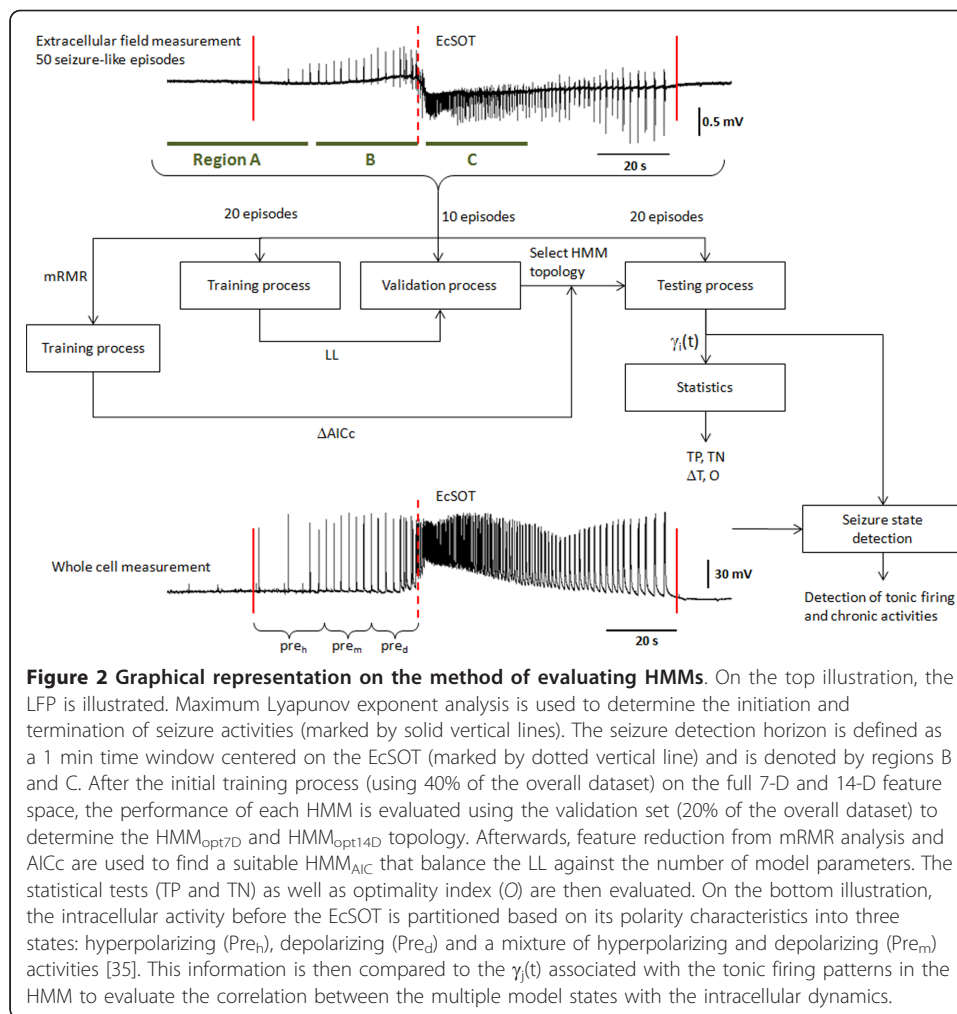 Extracellular field measurement
50 seizure-like episodes
EcSOT
0.5 mV
Region A
B
C
20 s
20 episodes
10 episodes
20 episodes
mRMR
Training process
Validation process
Select HMM
topology
Testing process
Training process
LL
γi(t)
Statistics
ΔAICc
TP, TN
ΔT, O
EcSOT
Seizure state
detection
Whole cell measurement
30 mV
Detection of tonic firing
and chronic activities
20 s
preh
prem
pred
Figure 2 Graphical representation on the method of evaluating HMMs. On the top illustration, the
LFP is illustrated. Maximum Lyapunov exponent analysis is used to determine the initiation and
termination of seizure activities (marked by solid vertical lines). The seizure detection horizon is defined as
a 1 min time window centered on the EcSOT (marked by dotted vertical line) and is denoted by regions B
and C. After the initial training process (using 40% of the overall dataset) on the full 7-D and 14-D feature
space, the performance of each HMM is evaluated using the validation set (20% of the overall dataset) to
determine the HMMopt7D and HMMopt14D topology. Afterwards, feature reduction from mRMR analysis and
AICc are used to find a suitable HMMAIC that balance the LL against the number of model parameters. The
statistical tests (TP and TN) as well as optimality index (O) are then evaluated. On the bottom illustration,
the intracellular activity before the EcSOT is partitioned based on its polarity characteristics into three
states: hyperpolarizing (Preh), depolarizing (Pred) and a mixture of hyperpolarizing and depolarizing (Prem)
activities [35]. This information is then compared to the γj(t) associated with the tonic firing patterns in the
HMM to evaluate the correlation between the multiple model states with the intracellular dynamics.